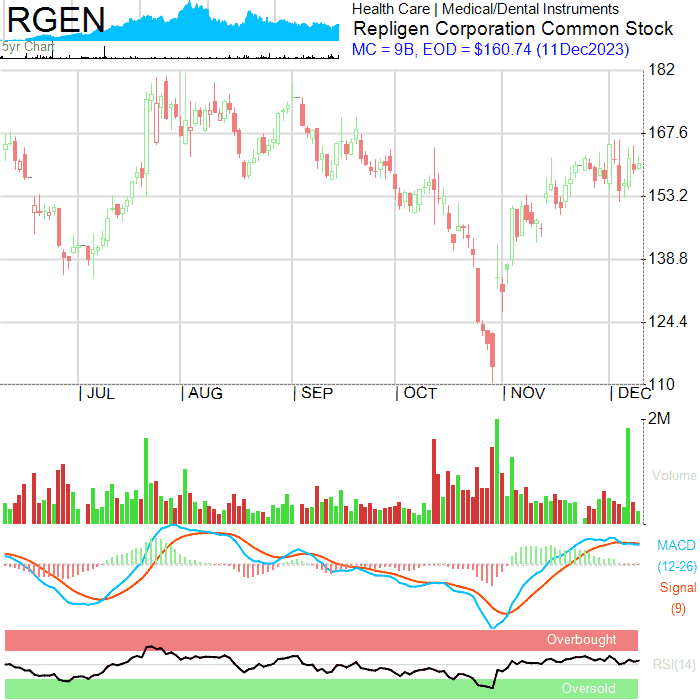 RGEN
5yr Chart
Health Care | Medical/Dental Instruments
Repligen Corporation Common Stock
MC = 9B, EOD = $160.74 (11Dec2023)
182
167.6
153.2
138.8
124.4
110
| JUL | AUG | SEP | OCT | NOV | DEC
2M
Volume
MACD
(12-26)
Signal
(9)
Overbought
RSI(14)
Oversold